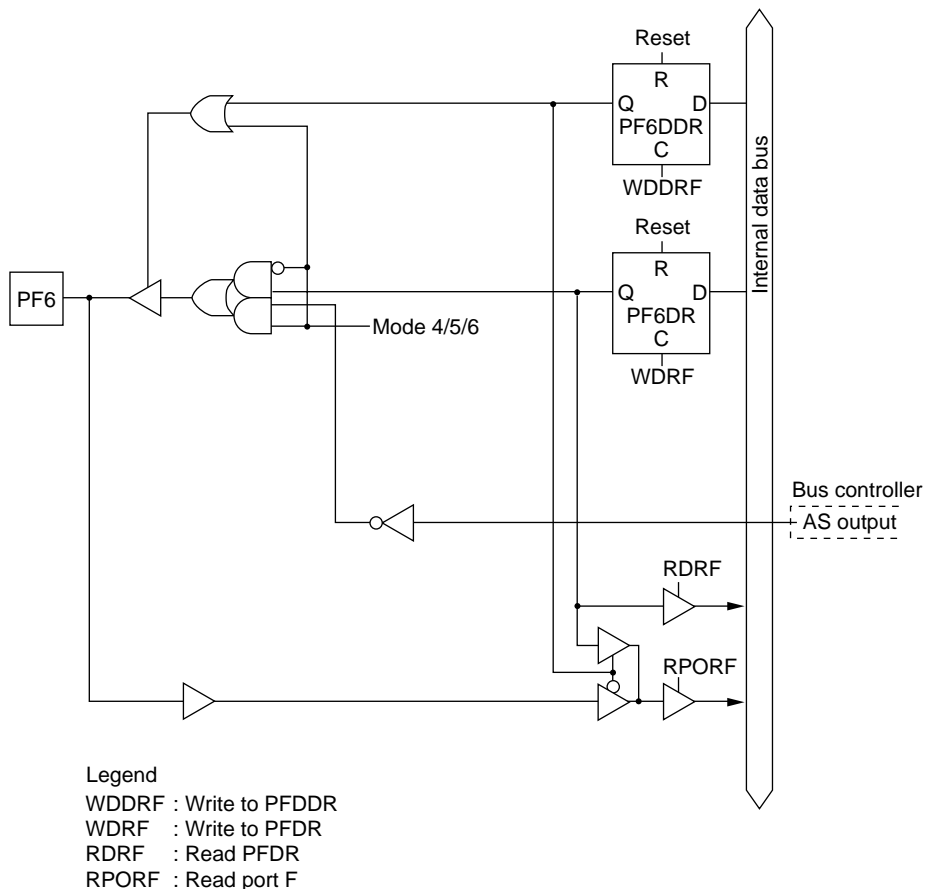 Reset
R
Q D
PF6DDR
C
WDDRF
Internal data bus
Reset
R
Q D
PF6DR
C
WDRF
PF6
Mode 4/5/6
Bus controller
AS output
RDRF
RPORF
Legend
WDDRF : Write to PFDDR
WDRF : Write to PFDR
RDRF : Read PFDR
RPORF : Read port F